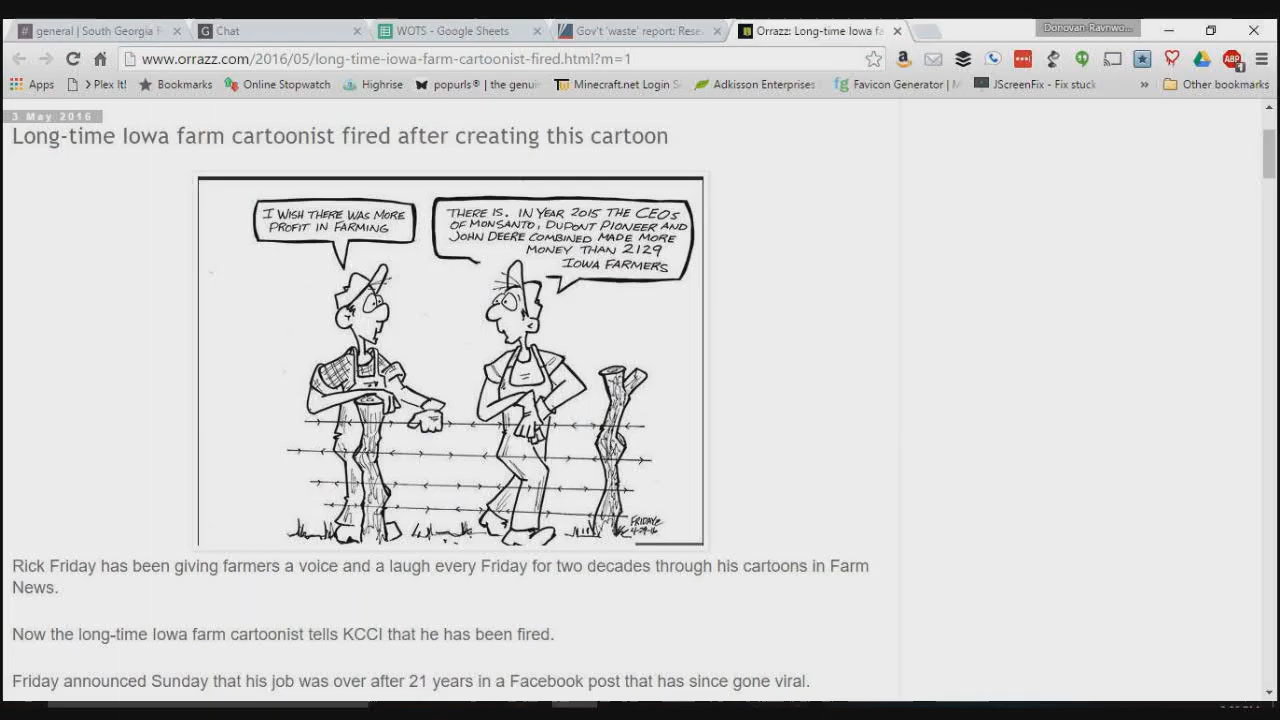 general | South Georgia F
Chat
WOTS - Google Sheets
Gov't 'waste' report: Rese
Orrazz: Long-time Iowa fa
Donovan-Ravnwo...
www.orrazz.com/2016/05/long-time-iowa-farm-cartoonist-fired.html?m=1
ABP
Apps
> Plex It!
Bookmarks
Online Stopwatch
Highrise
popurls® | the genui
Minecraft.net Login S
Adkisson Enterprises
Favicon Generator |
JScreenFix - Fix stuck
»
Other bookmarks
3 May 2016
Long-time Iowa farm cartoonist fired after creating this cartoon
I WISH THERE WAS MORE
PROFIT IN FARMING
THERE IS. IN YEAR 2015 THE CEOs
OF MONSANTO, DUPONT PIONEER AND
JOHN DEERE COMBINED MADE MORE
MONEY THAN 2129
IOWA FARMERS
FRIDAY©
4-29-16
Rick Friday has been giving farmers a voice and a laugh every Friday for two decades through his cartoons in Farm
News.
Now the long-time Iowa farm cartoonist tells KCCI that he has been fired.
Friday announced Sunday that his job was over after 21 years in a Facebook post that has since gone viral.